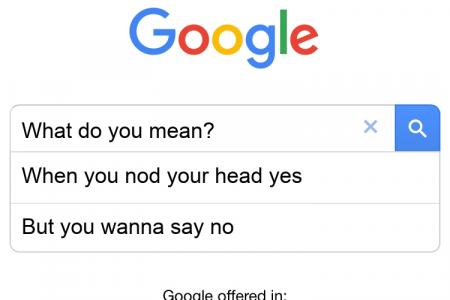 Google
What do you mean?
When you nod your head yes
But you wanna say no
Google offered in: